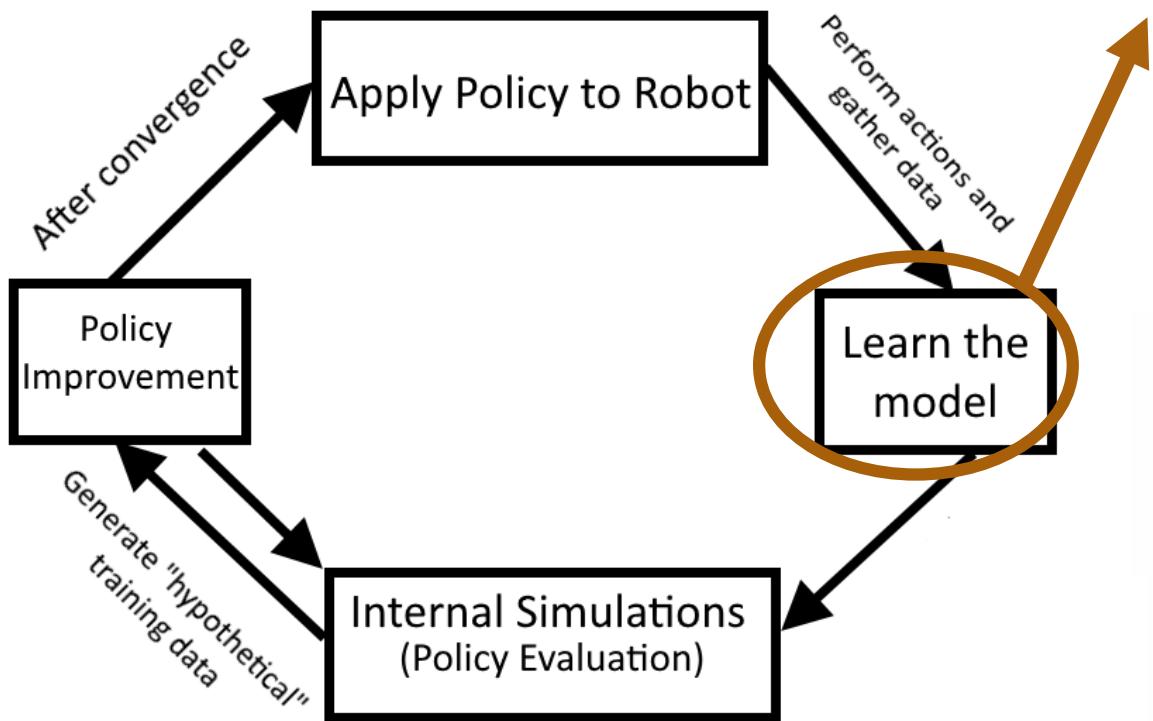 Apply Policy to Robot
Perform actions and
gather data
After convergence
Learn the
model
Policy
Improvement
Generate "hypothetical"
training data
Internal Simulations
(Policy Evaluation)